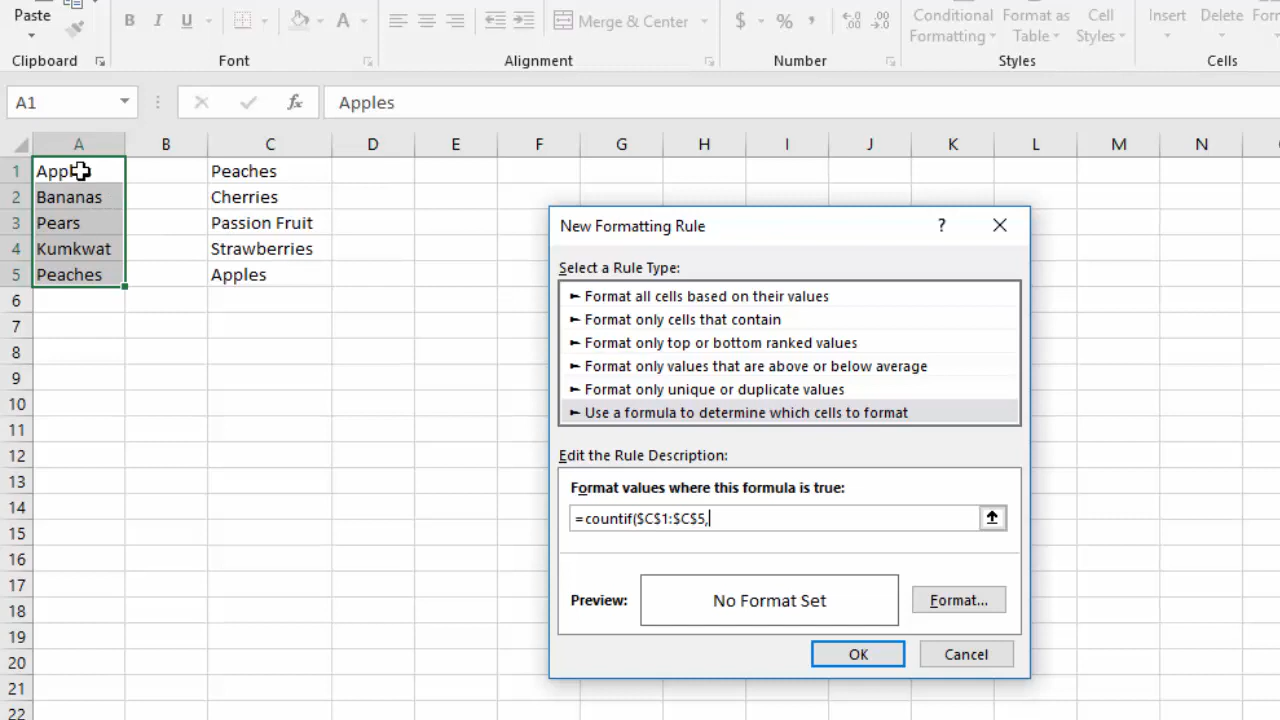 Paste
B I U A
Merge & Center
$ % ,
.00 .00
Conditional Formatting
Format as Table
Cell Styles
Insert
Delete
Clipboard
Font
Alignment
Number
Styles
Cells
A1
fx
Apples
A B C D E F G H I J K L M N
1 Peaches
2 Bananas Cherries
3 Pears Passion Fruit
4 Kumkwat Strawberries
5 Peaches Apples
6
7
8
9
10
11
12
13
14
15
16
17
18
19
20
21
22
New Formatting Rule ?
Select a Rule Type:
► Format all cells based on their values
► Format only cells that contain
► Format only top or bottom ranked values
► Format only values that are above or below average
► Format only unique or duplicate values
► Use a formula to determine which cells to format
Edit the Rule Description:
Format values where this formula is true:
=countif($C$1:$C$5,
Preview:
No Format Set
Format...
OK
Cancel